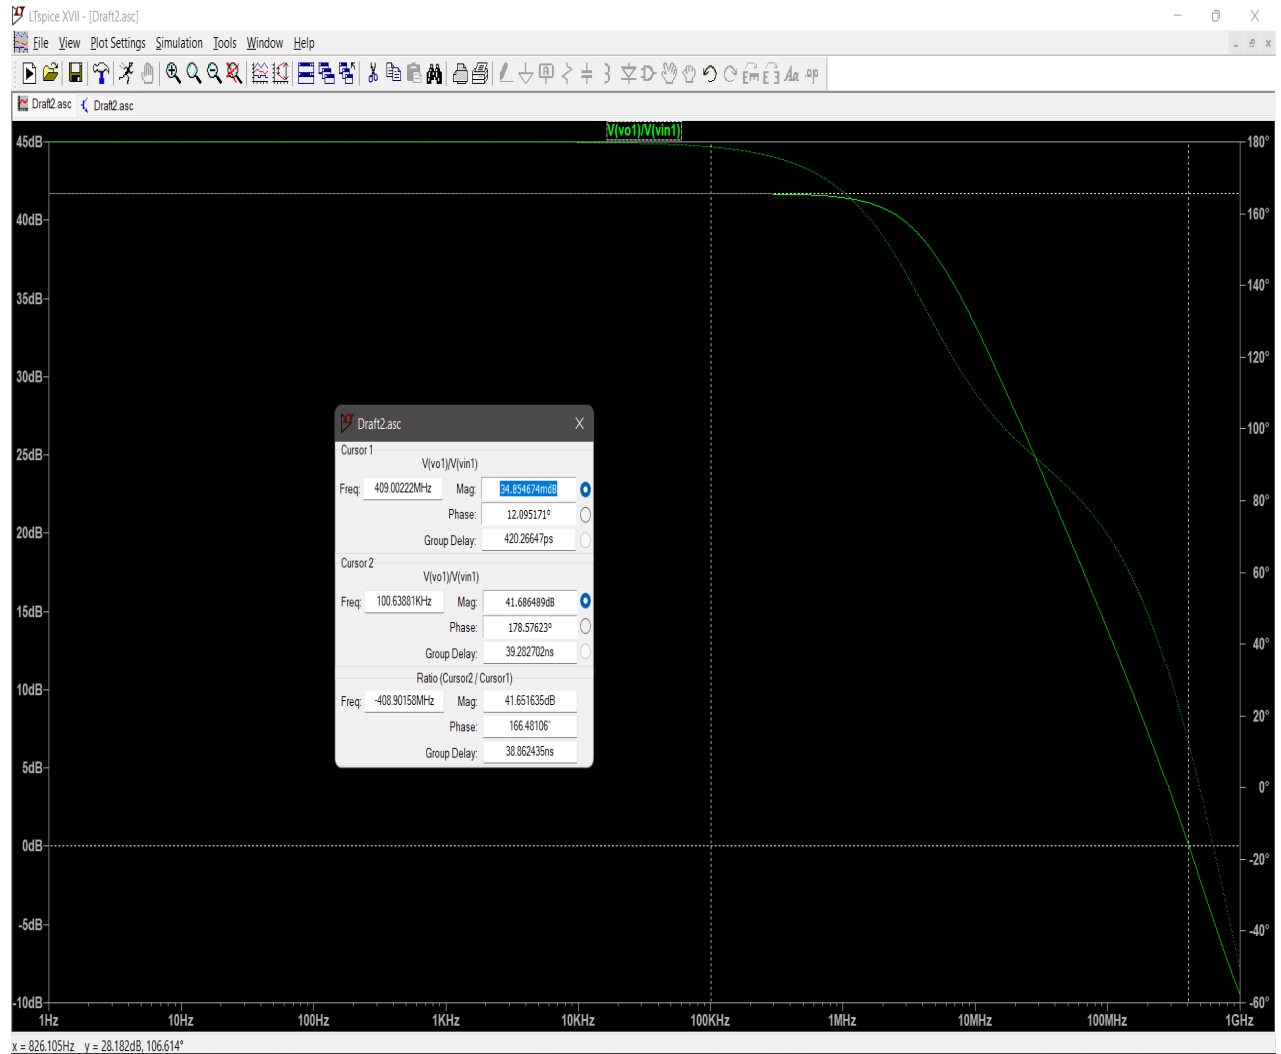 LTspice XVII - [Draft2.asc]
File View Plot Settings Simulation Tools Window Help
Draft2.asc Draft2.asc
V(vo1)/V(vin1)
45dB
40dB
35dB
30dB
25dB
20dB
15dB
10dB
5dB
0dB
-5dB
-10dB
180°
160°
140°
120°
100°
80°
60°
40°
20°
0°
-20°
-40°
-60°
Draft2.asc X
Cursor 1
V(vo1)/V(vin1)
Freq: 409.00222MHz Mag: 34.854674mdB
Phase: 12.095171°
Group Delay: 420.26647ps
Cursor 2
V(vo1)/V(vin1)
Freq: 100.63881KHz Mag: 41.686489dB
Phase: 178.57623°
Group Delay: 39.282702ns
Ratio (Cursor2 / Cursor1)
Freq: -408.90158MHz Mag: 41.651635dB
Phase: 166.48106°
Group Delay: 38.862435ns
1Hz 10Hz 100Hz 1KHz 10KHz 100KHz 1MHz 10MHz 100MHz 1GHz
x = 826.105Hz y = 28.182dB, 106.614°